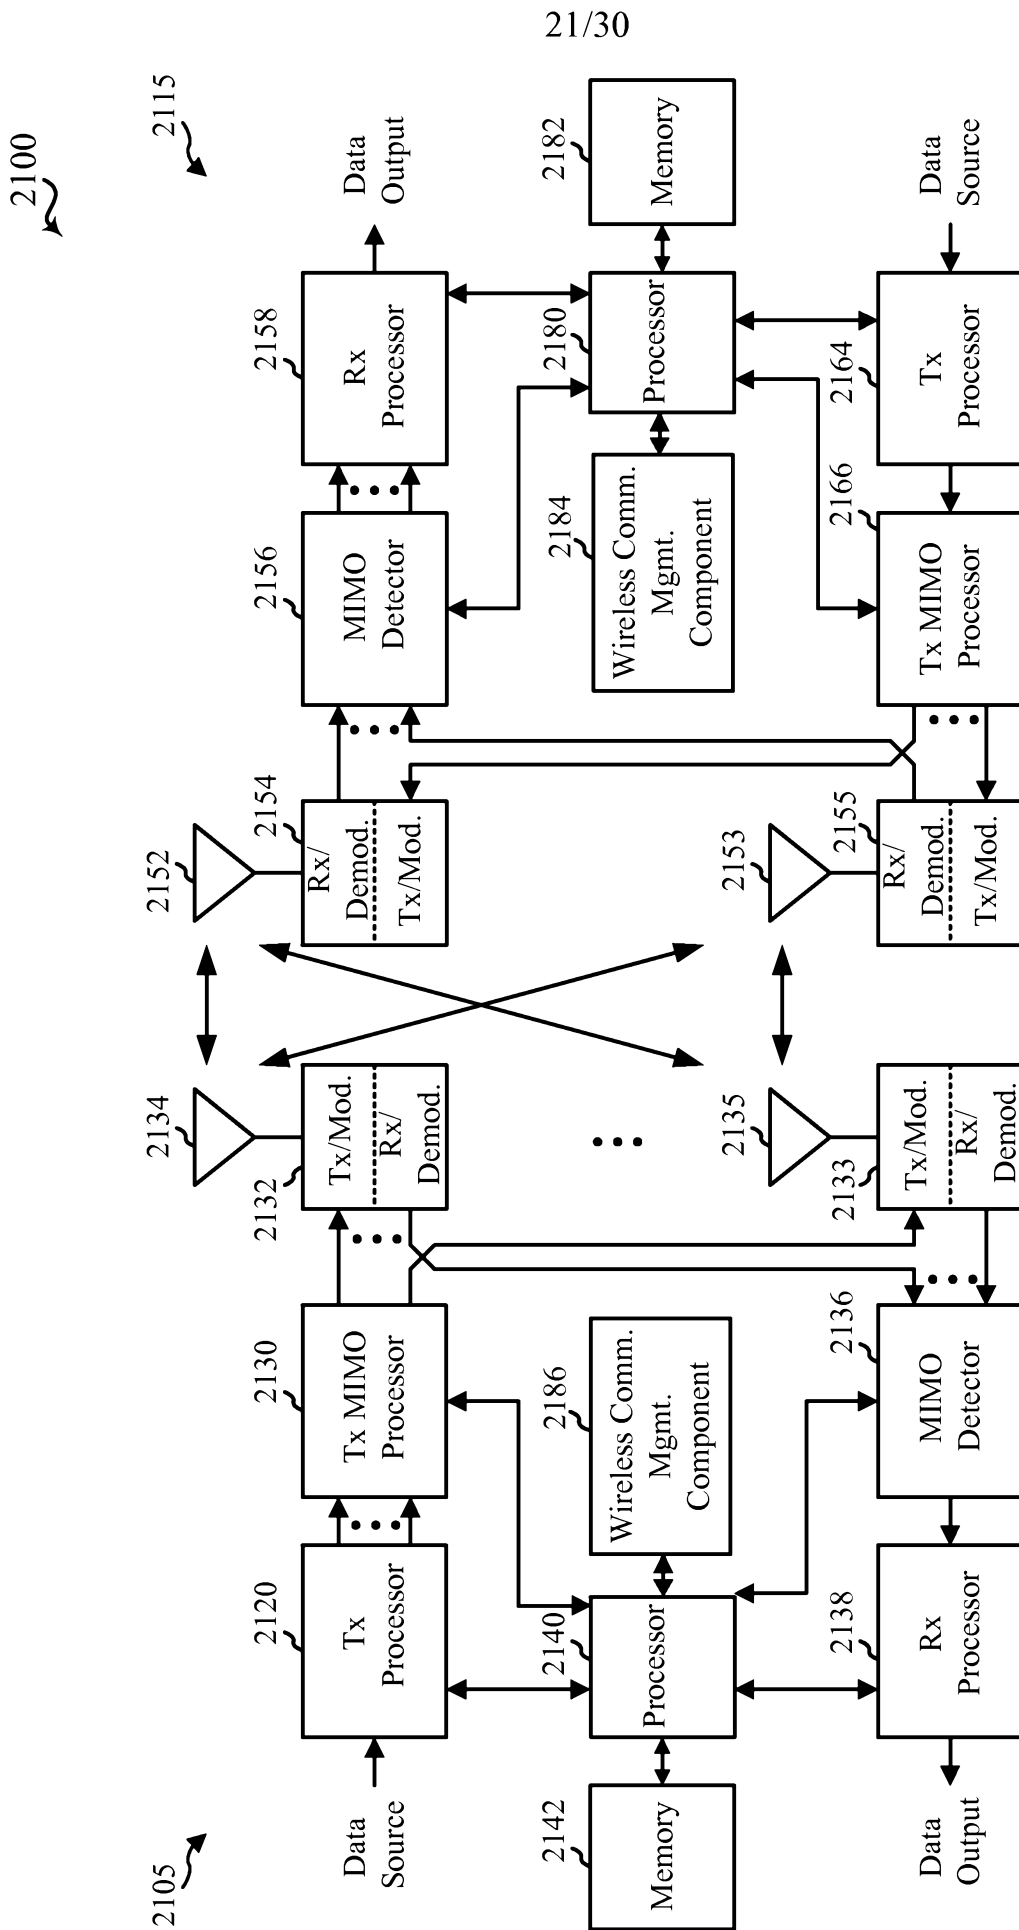 21/30
2100
2105
2115
Data
Source
2120
Tx
Processor
2130
Tx MIMO
Processor
2132
Tx/Mod.
Rx/
Demod.
2134
2152
2154
Rx/
Demod.
Tx/Mod.
2156
MIMO
Detector
2158
Rx
Processor
Data
Output
2142
Memory
2140
Processor
2186
Wireless Comm.
Mgmt.
Component
2184
Wireless Comm.
Mgmt.
Component
2180
Processor
2182
Memory
Data
Output
2138
Rx
Processor
2136
MIMO
Detector
2133
Tx/Mod.
Rx/
Demod.
2135
2153
2155
Rx/
Demod.
Tx/Mod.
2166
Tx MIMO
Processor
2164
Tx
Processor
Data
Source